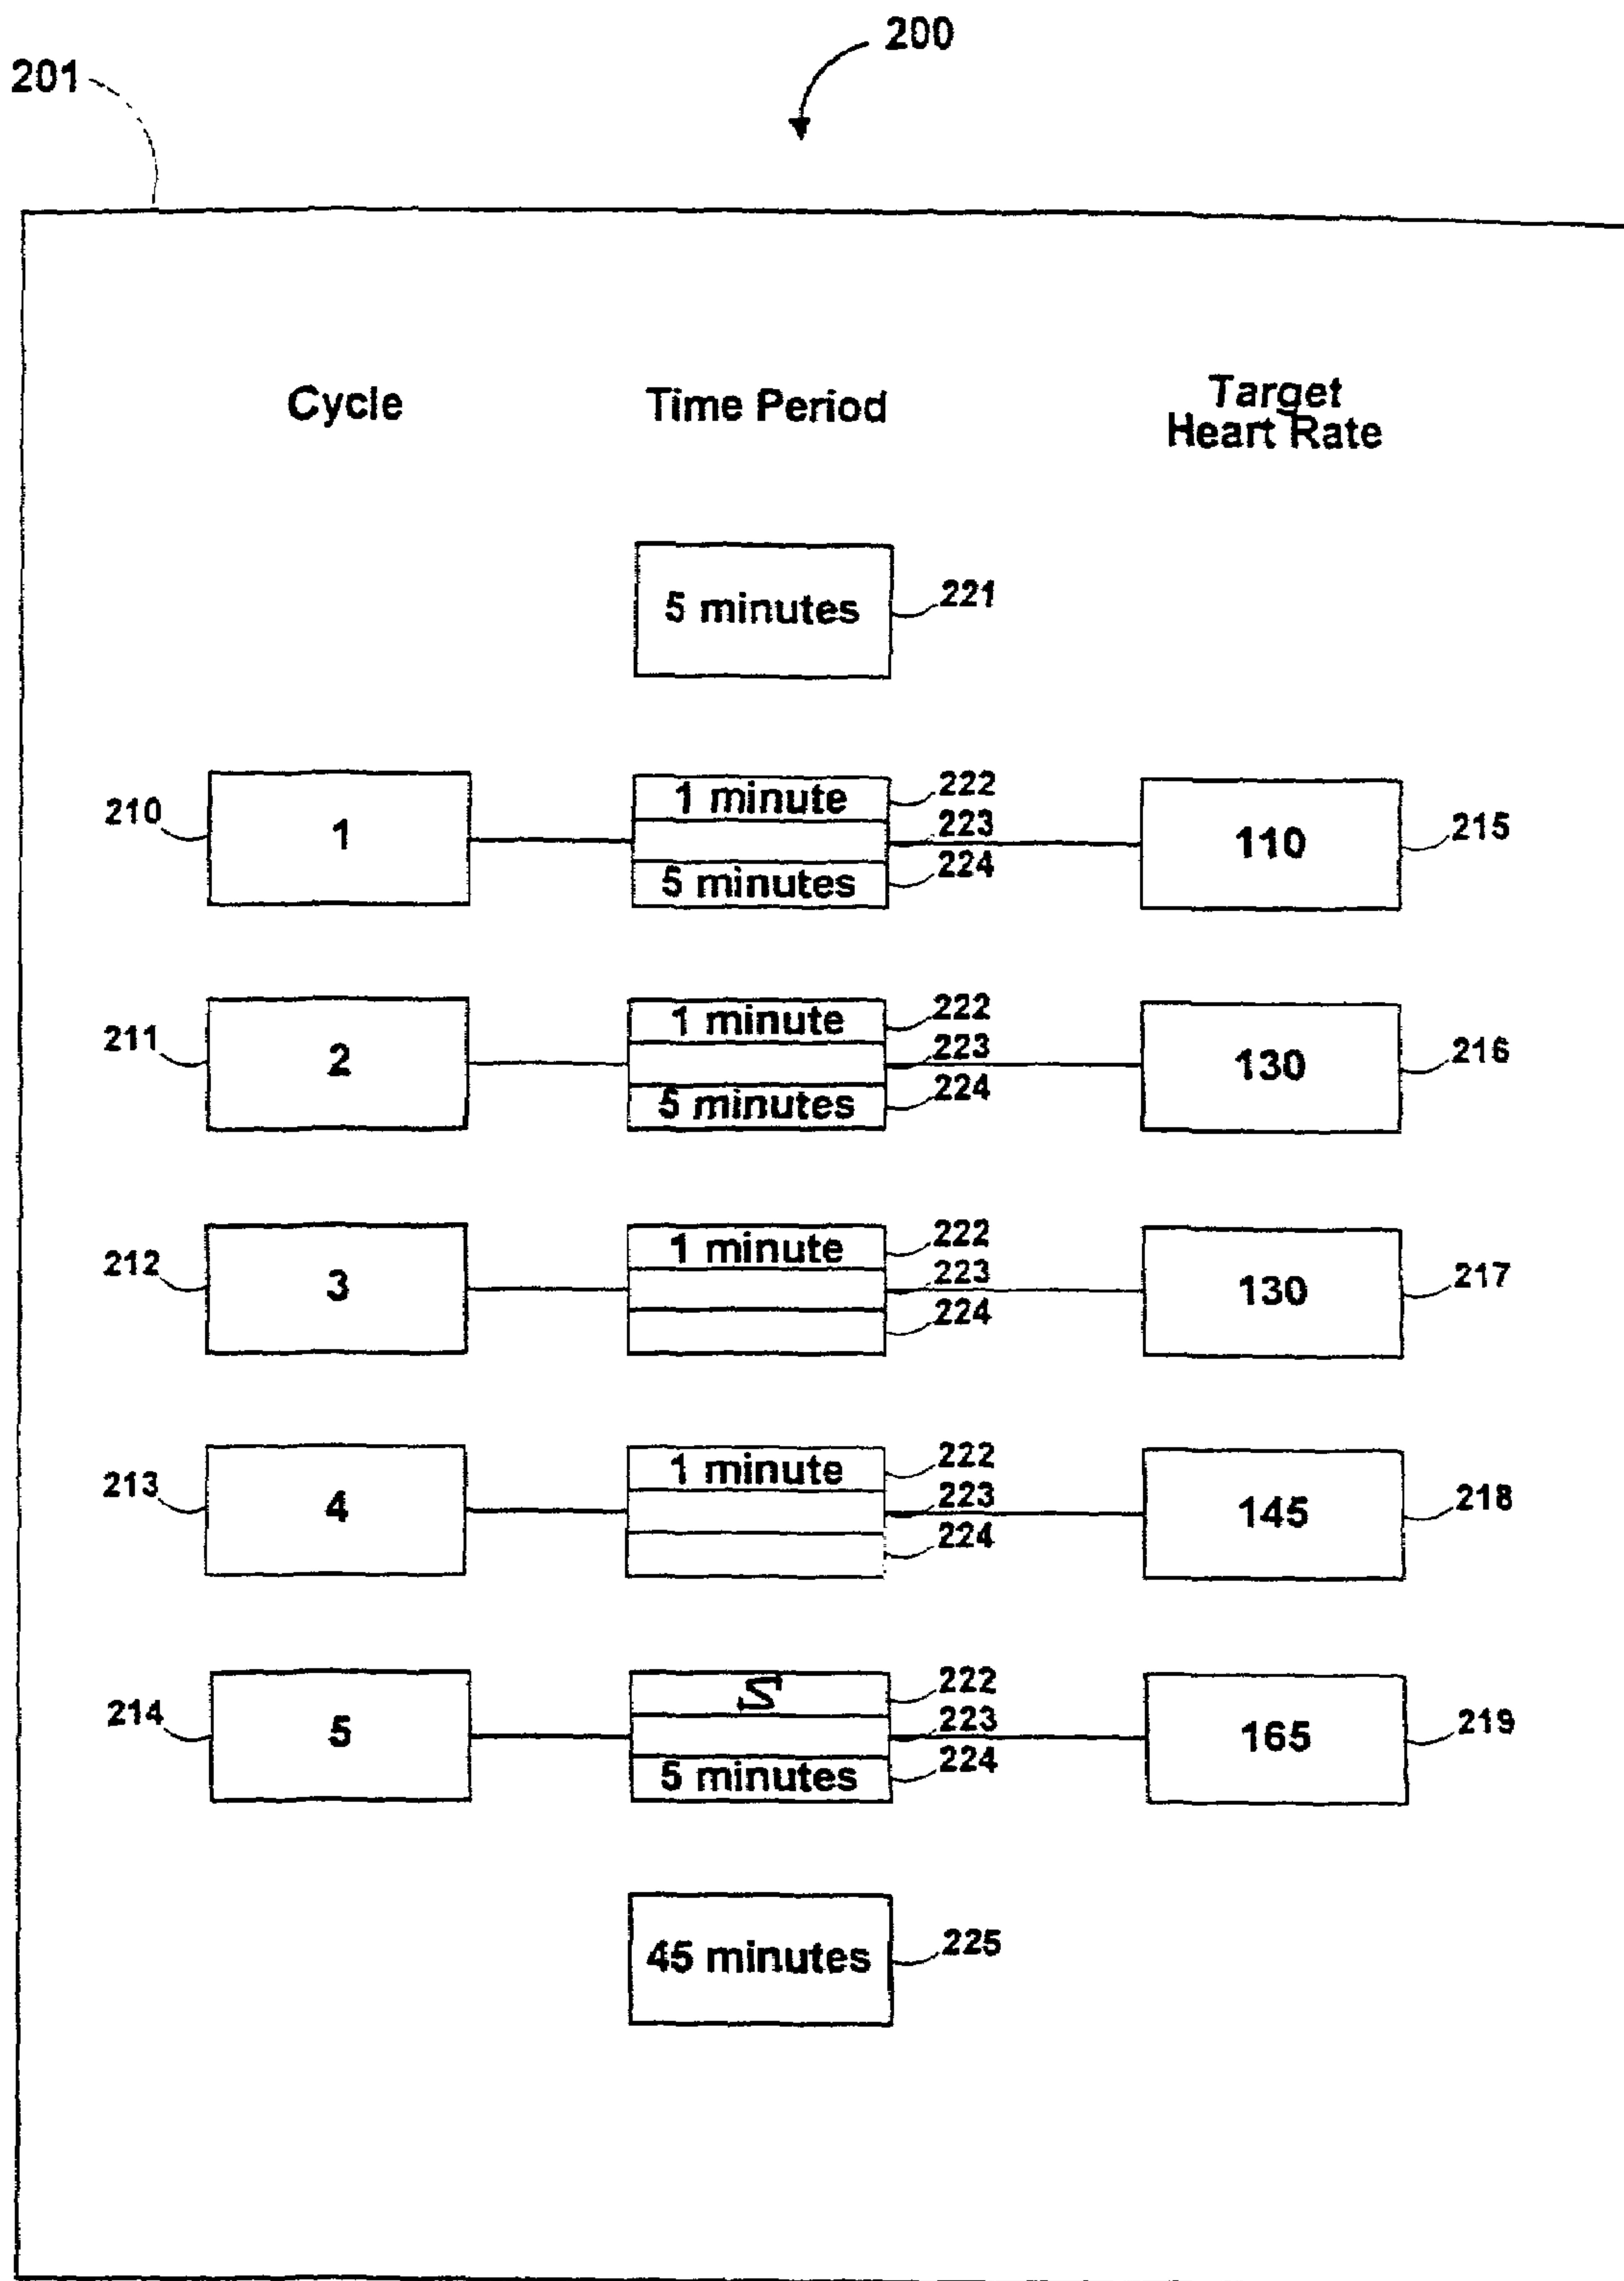 200
201
Cycle Time Period Target
Heart Rate
5 minutes 221
210 1 1 minute 222
223
5 minutes 224
110 215
211 2 1 minute 222
223
5 minutes 224
130 216
212 3 1 minute 222
223
224
130 217
213 4 1 minute 222
223
224
145 218
214 5 S 222
223
5 minutes 224
165 219
45 minutes 225